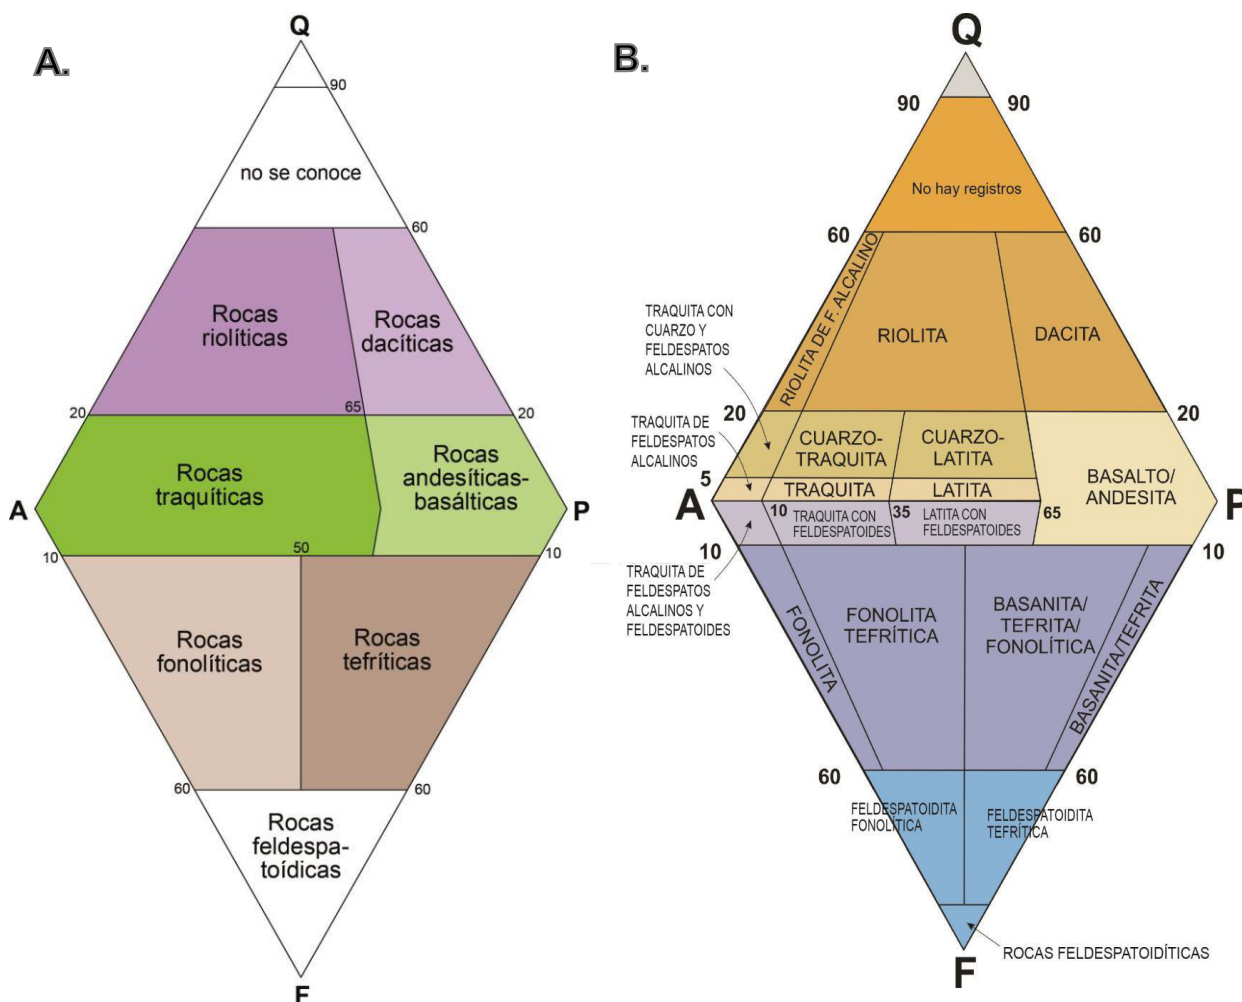 A.
Q
90
no se conoce
60
Rocas
riolíticas
Rocas
dacíticas
20
65
20
Rocas
traquíticas
Rocas
andesíticas-
basálticas
A
P
10
50
10
Rocas
fonolíticas
Rocas
tefríticas
60
60
Rocas
feldespa-
toídicas
F
B.
Q
90
90
No hay registros
60
60
RIOLITA DE F. ALCALINO
RIOLITA
DACITA
TRAQUITA CON
CUARZO Y
FELDESPATOS
ALCALINOS
20
20
TRAQUITA DE
FELDESPATOS
ALCALINOS
CUARZO-
TRAQUITA
CUARZO-
LATITA
BASALTO/
ANDESITA
5
TRAQUITA
LATITA
A
P
10
TRAQUITA CON
FELDESPATOIDES
35
LATITA CON
FELDESPATOIDES
65
10
10
TRAQUITA DE
FELDESPATOS
ALCALINOS Y
FELDESPATOIDES
FONOLITA
FONOLITA
TEFRÍTICA
BASANITA/
TEFRITA/
FONOLÍTICA
BASANITA/TEFRITA
60
60
FELDESPATOIDITA
FONOLÍTICA
FELDESPATOIDITA
TEFRÍTICA
ROCAS FELDESPATOIDÍTICAS
F